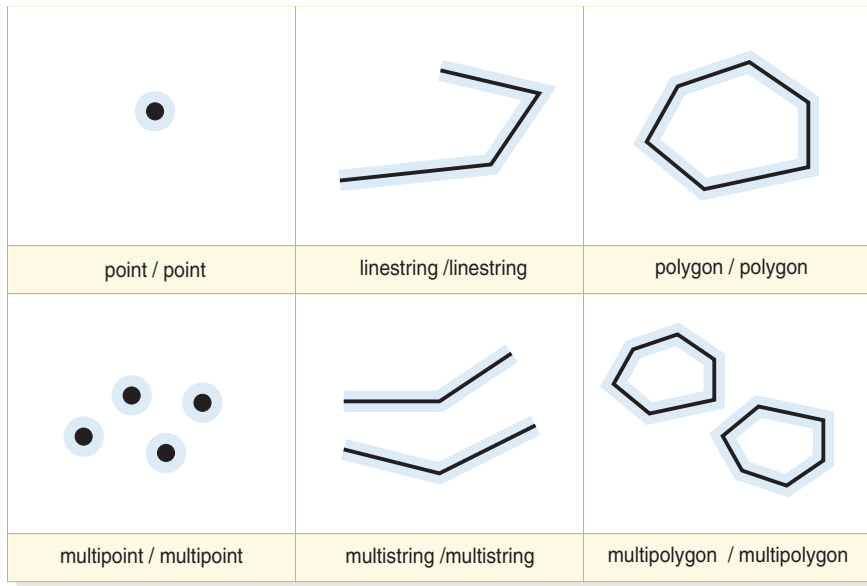 point / point
linestring /linestring
polygon / polygon
multipoint / multipoint
multistring /multistring
multipolygon / multipolygon